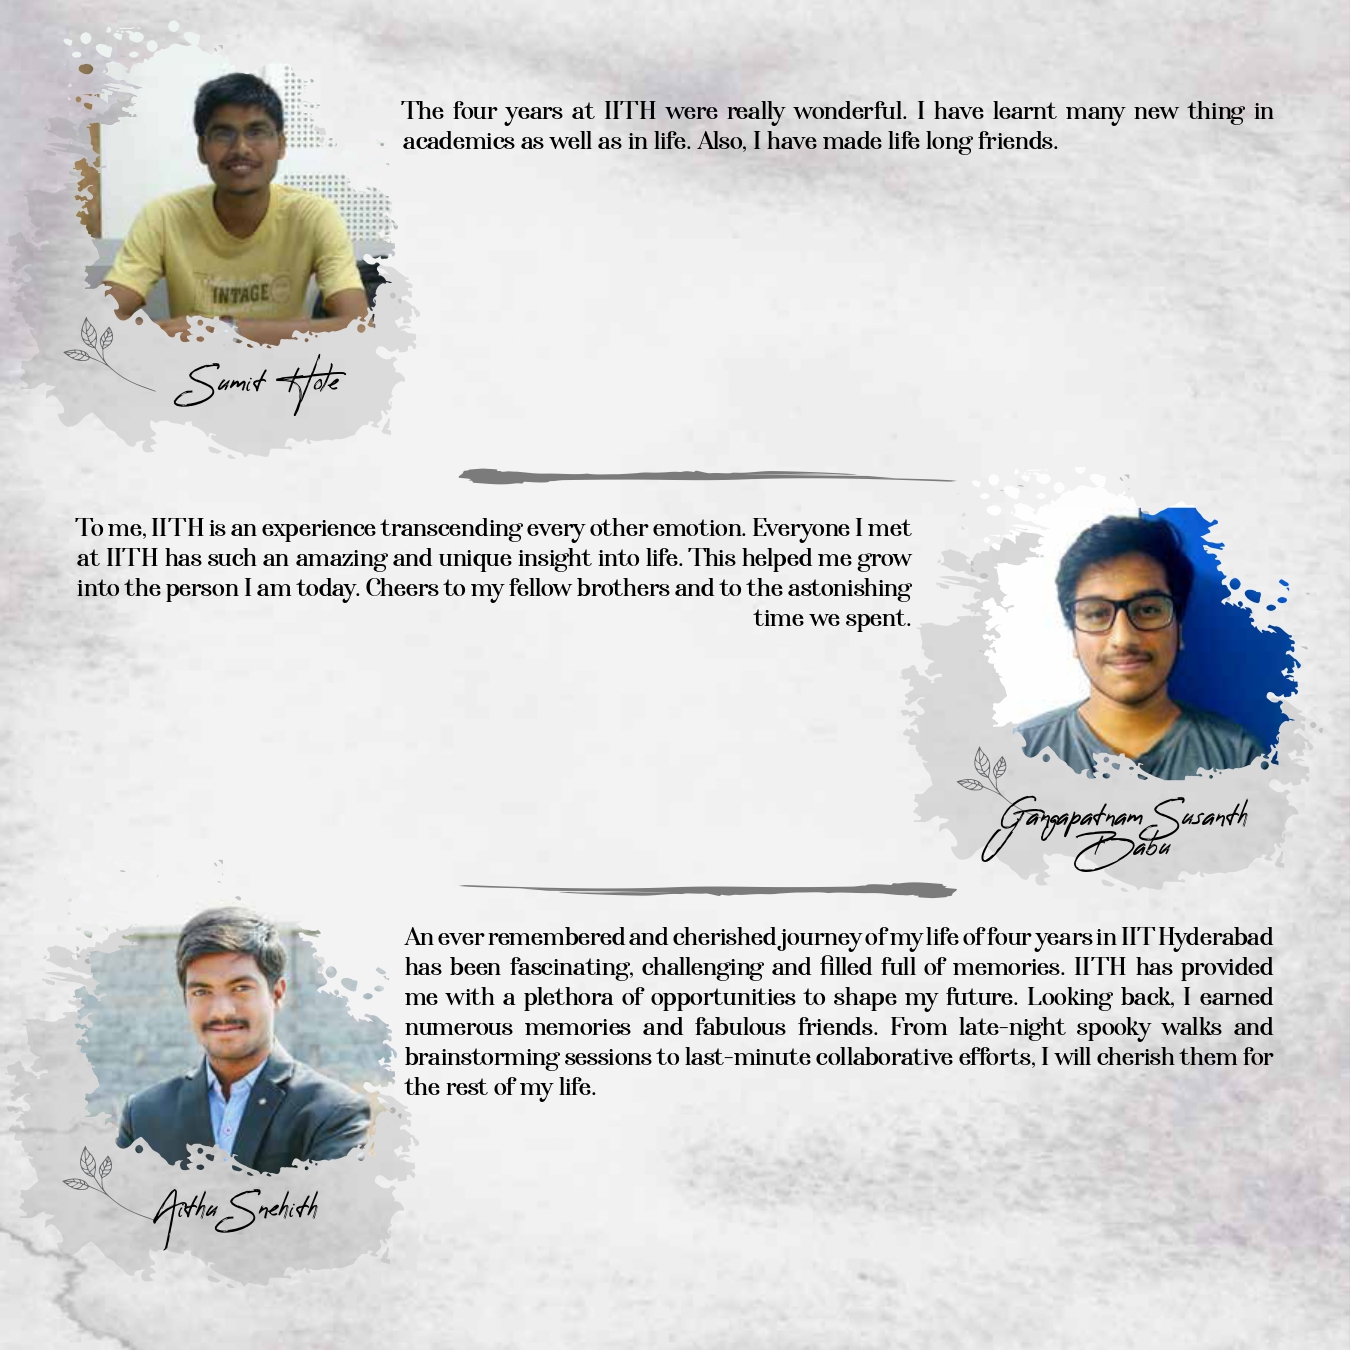 The four years at IITH were really wonderful. I have learnt many new thing in
academics as well as in life. Also, I have made life long friends.
INTAGE
Sumit Hote
To me, IITH is an experience transcending every other emotion. Everyone I met
at IITH has such an amazing and unique insight into life. This helped me grow
into the person I am today. Cheers to my fellow brothers and to the astonishing
time we spent.
Gangapatnam Susanth
Babu
An ever remembered and cherished journey of my life of four years in IIT Hyderabad
has been fascinating, challenging and filled full of memories. IITH has provided
me with a plethora of opportunities to shape my future. Looking back, I earned
numerous memories and fabulous friends. From late-night spooky walks and
brainstorming sessions to last-minute collaborative efforts, I will cherish them for
the rest of my life.
Aithu Snehith